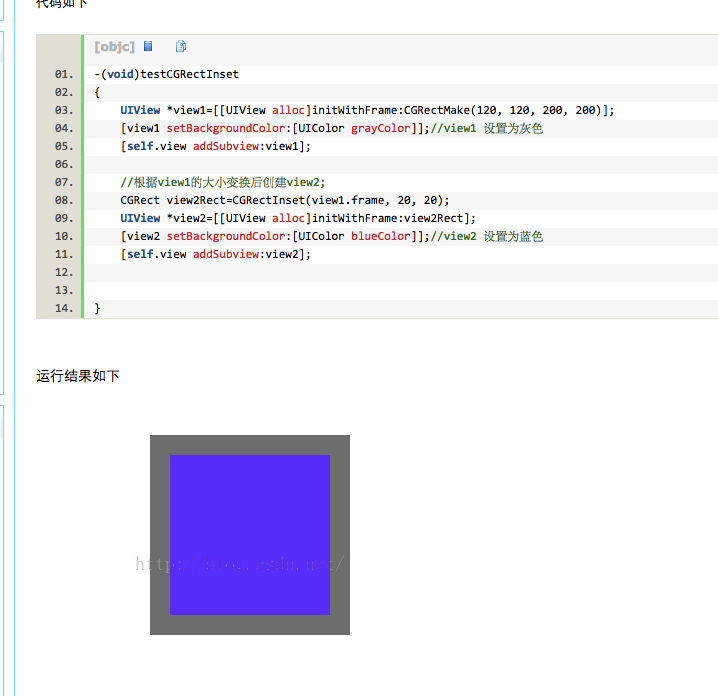 代码如下
[objc]
01. -(void)testCGRectInset
02. {
03. UIView *view1=[[UIView alloc]initWithFrame:CGRectMake(120, 120, 200, 200)];
04. [view1 setBackgroundColor:[UIColor grayColor]];//view1 设置为灰色
05. [self.view addSubview:view1];
06.
07. //根据view1的大小变换后创建view2;
08. CGRect view2Rect=CGRectInset(view1.frame, 20, 20);
09. UIView *view2=[[UIView alloc]initWithFrame:view2Rect];
10. [view2 setBackgroundColor:[UIColor blueColor]];//view2 设置为蓝色
11. [self.view addSubview:view2];
12.
13.
14. }
运行结果如下
http://blog.csdn.net/